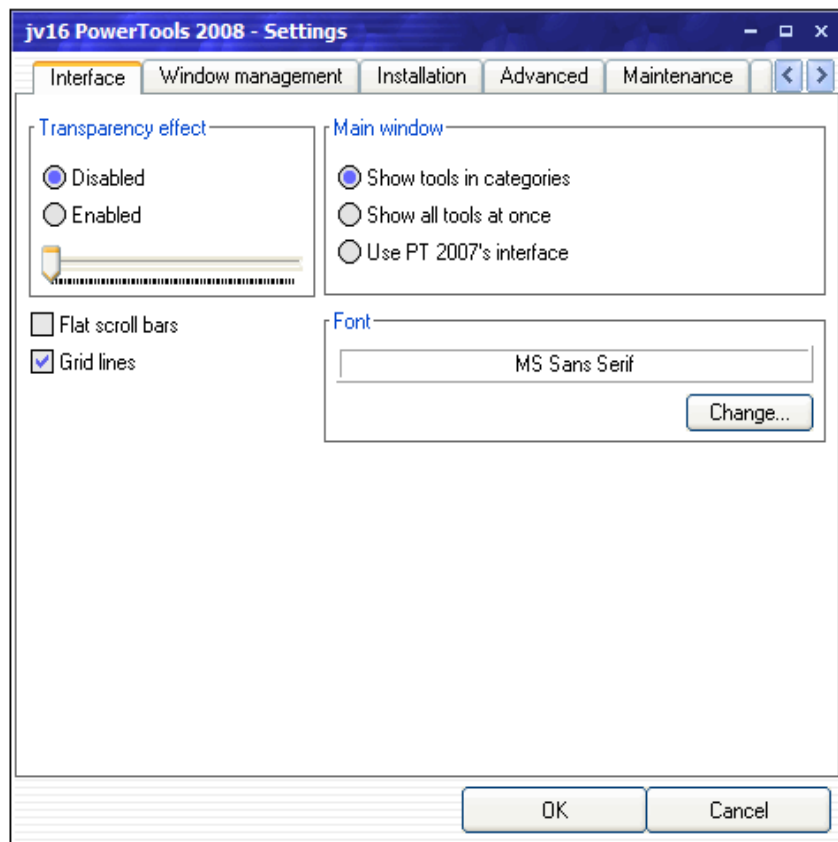 jv16 PowerTools 2008 - Settings
Interface Window management Installation Advanced Maintenance
Transparency effect
Disabled
Enabled
Main window
Show tools in categories
Show all tools at once
Use PT 2007's interface
Flat scroll bars
Grid lines
Font
MS Sans Serif
Change...
OK Cancel